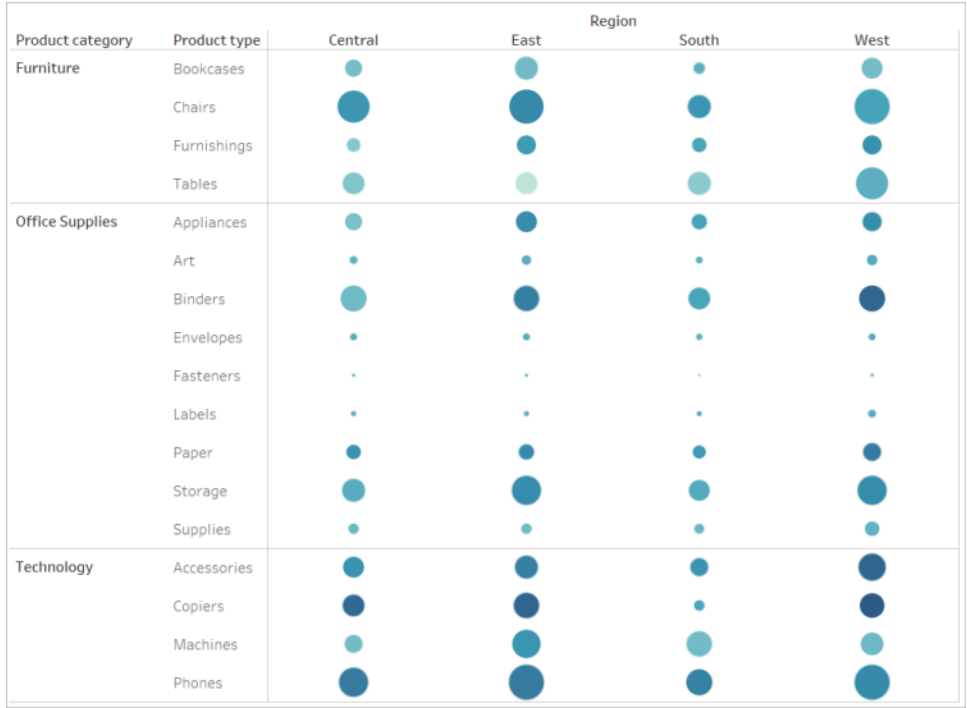 Region
Product category Product type Central East South West
Furniture Bookcases
Chairs
Furnishings
Tables
Office Supplies Appliances
Art
Binders
Envelopes
Fasteners
Labels
Paper
Storage
Supplies
Technology Accessories
Copiers
Machines
Phones